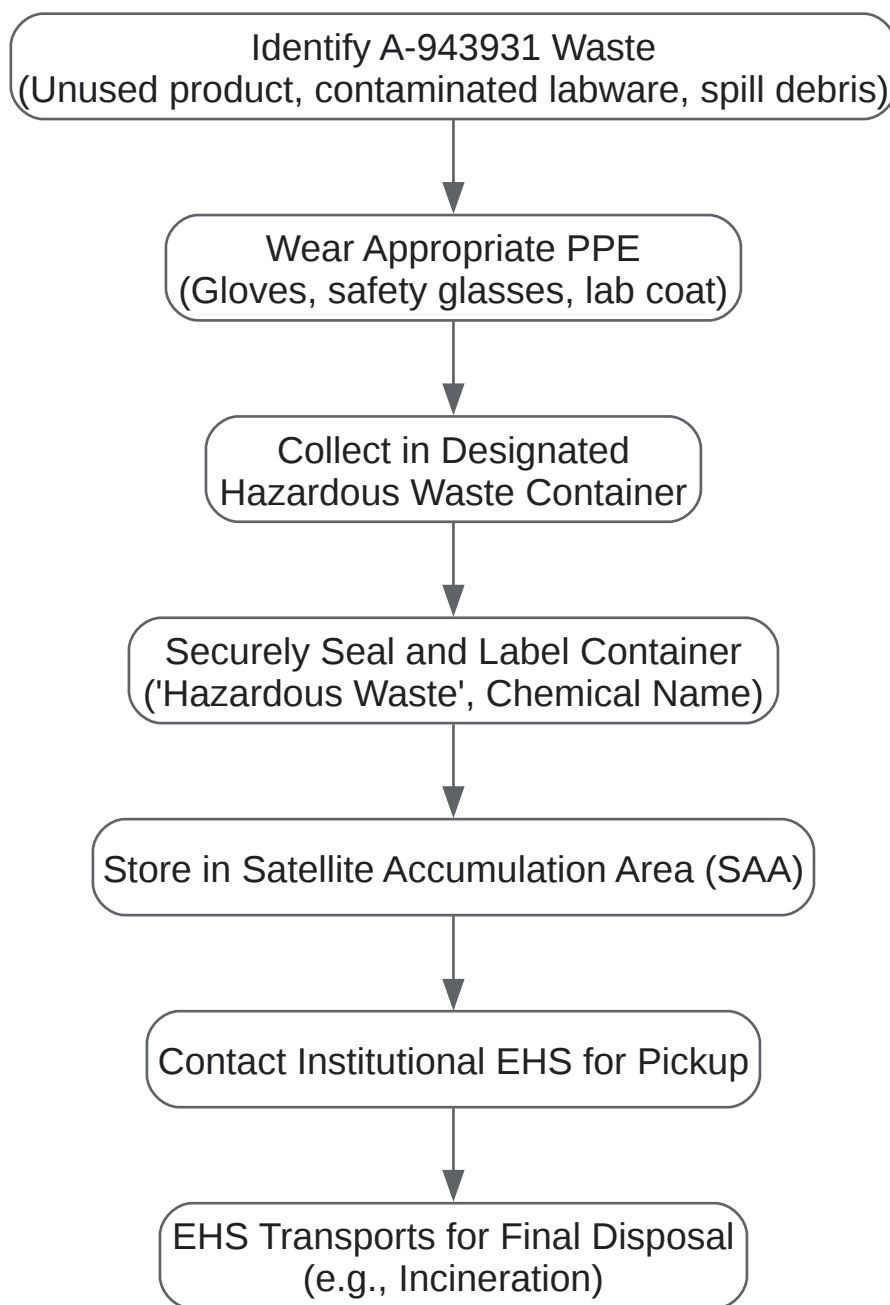 Identify A-943931 Waste
(Unused product, contaminated labware, spill debris)
Wear Appropriate PPE
(Gloves, safety glasses, lab coat)
Collect in Designated
Hazardous Waste Container
Securely Seal and Label Container
('Hazardous Waste', Chemical Name)
Store in Satellite Accumulation Area (SAA)
Contact Institutional EHS for Pickup
EHS Transports for Final Disposal
(e.g., Incineration)